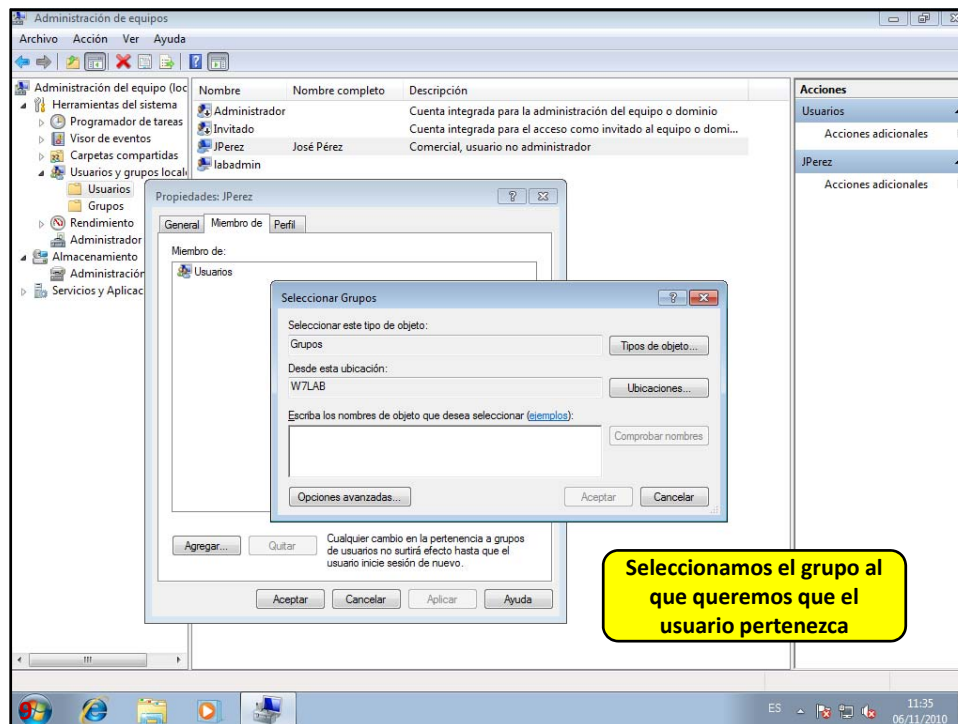 Administración de equipos
Archivo Acción Ver Ayuda
Administración del equipo (loc
Herramientas del sistema
Programador de tareas
Visor de eventos
Carpetas compartidas
Usuarios y grupos local
Usuarios
Grupos
Rendimiento
Administrador
Almacenamiento
Administración
Servicios y Aplicac
Nombre Nombre completo Descripción
Administrador Cuenta integrada para la administración del equipo o dominio
Invitado Cuenta integrada para el acceso como invitado al equipo o domi...
JPerez José Pérez Comercial, usuario no administrador
labadmin
Acciones
Usuarios
Acciones adicionales
JPerez
Acciones adicionales
Propiedades: JPerez
General Miembro de Perfil
Miembro de:
Usuarios
Seleccionar Grupos
Seleccionar este tipo de objeto:
Grupos Tipos de objeto...
Desde esta ubicación:
W7LAB Ubicaciones...
Escriba los nombres de objeto que desea seleccionar (ejemplos):
Comprobar nombres
Opciones avanzadas... Aceptar Cancelar
Agregar... Quitar
Cualquier cambio en la pertenencia a grupos
de usuarios no surtirá efecto hasta que el
usuario inicie sesión de nuevo.
Aceptar Cancelar Aplicar Ayuda
Seleccionamos el grupo al
que queremos que el
usuario pertenezca
ES
11:35
06/11/2010